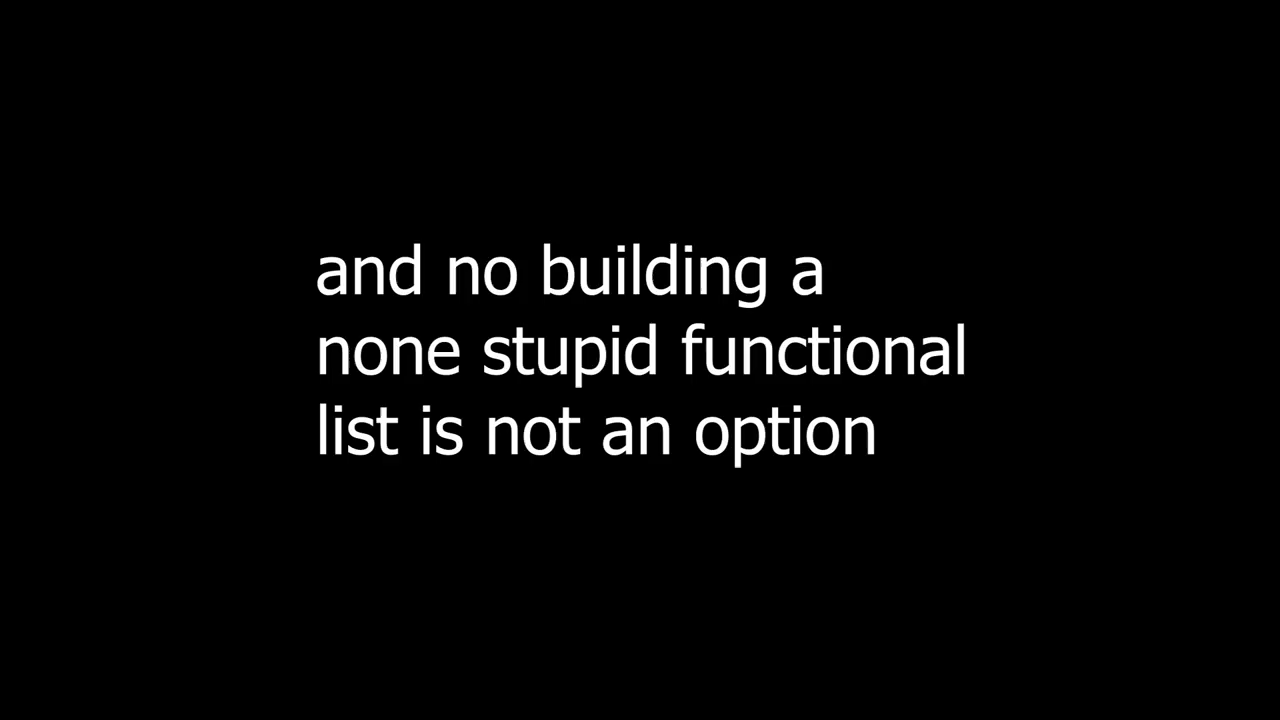 and no building a
none stupid functional
list is not an option